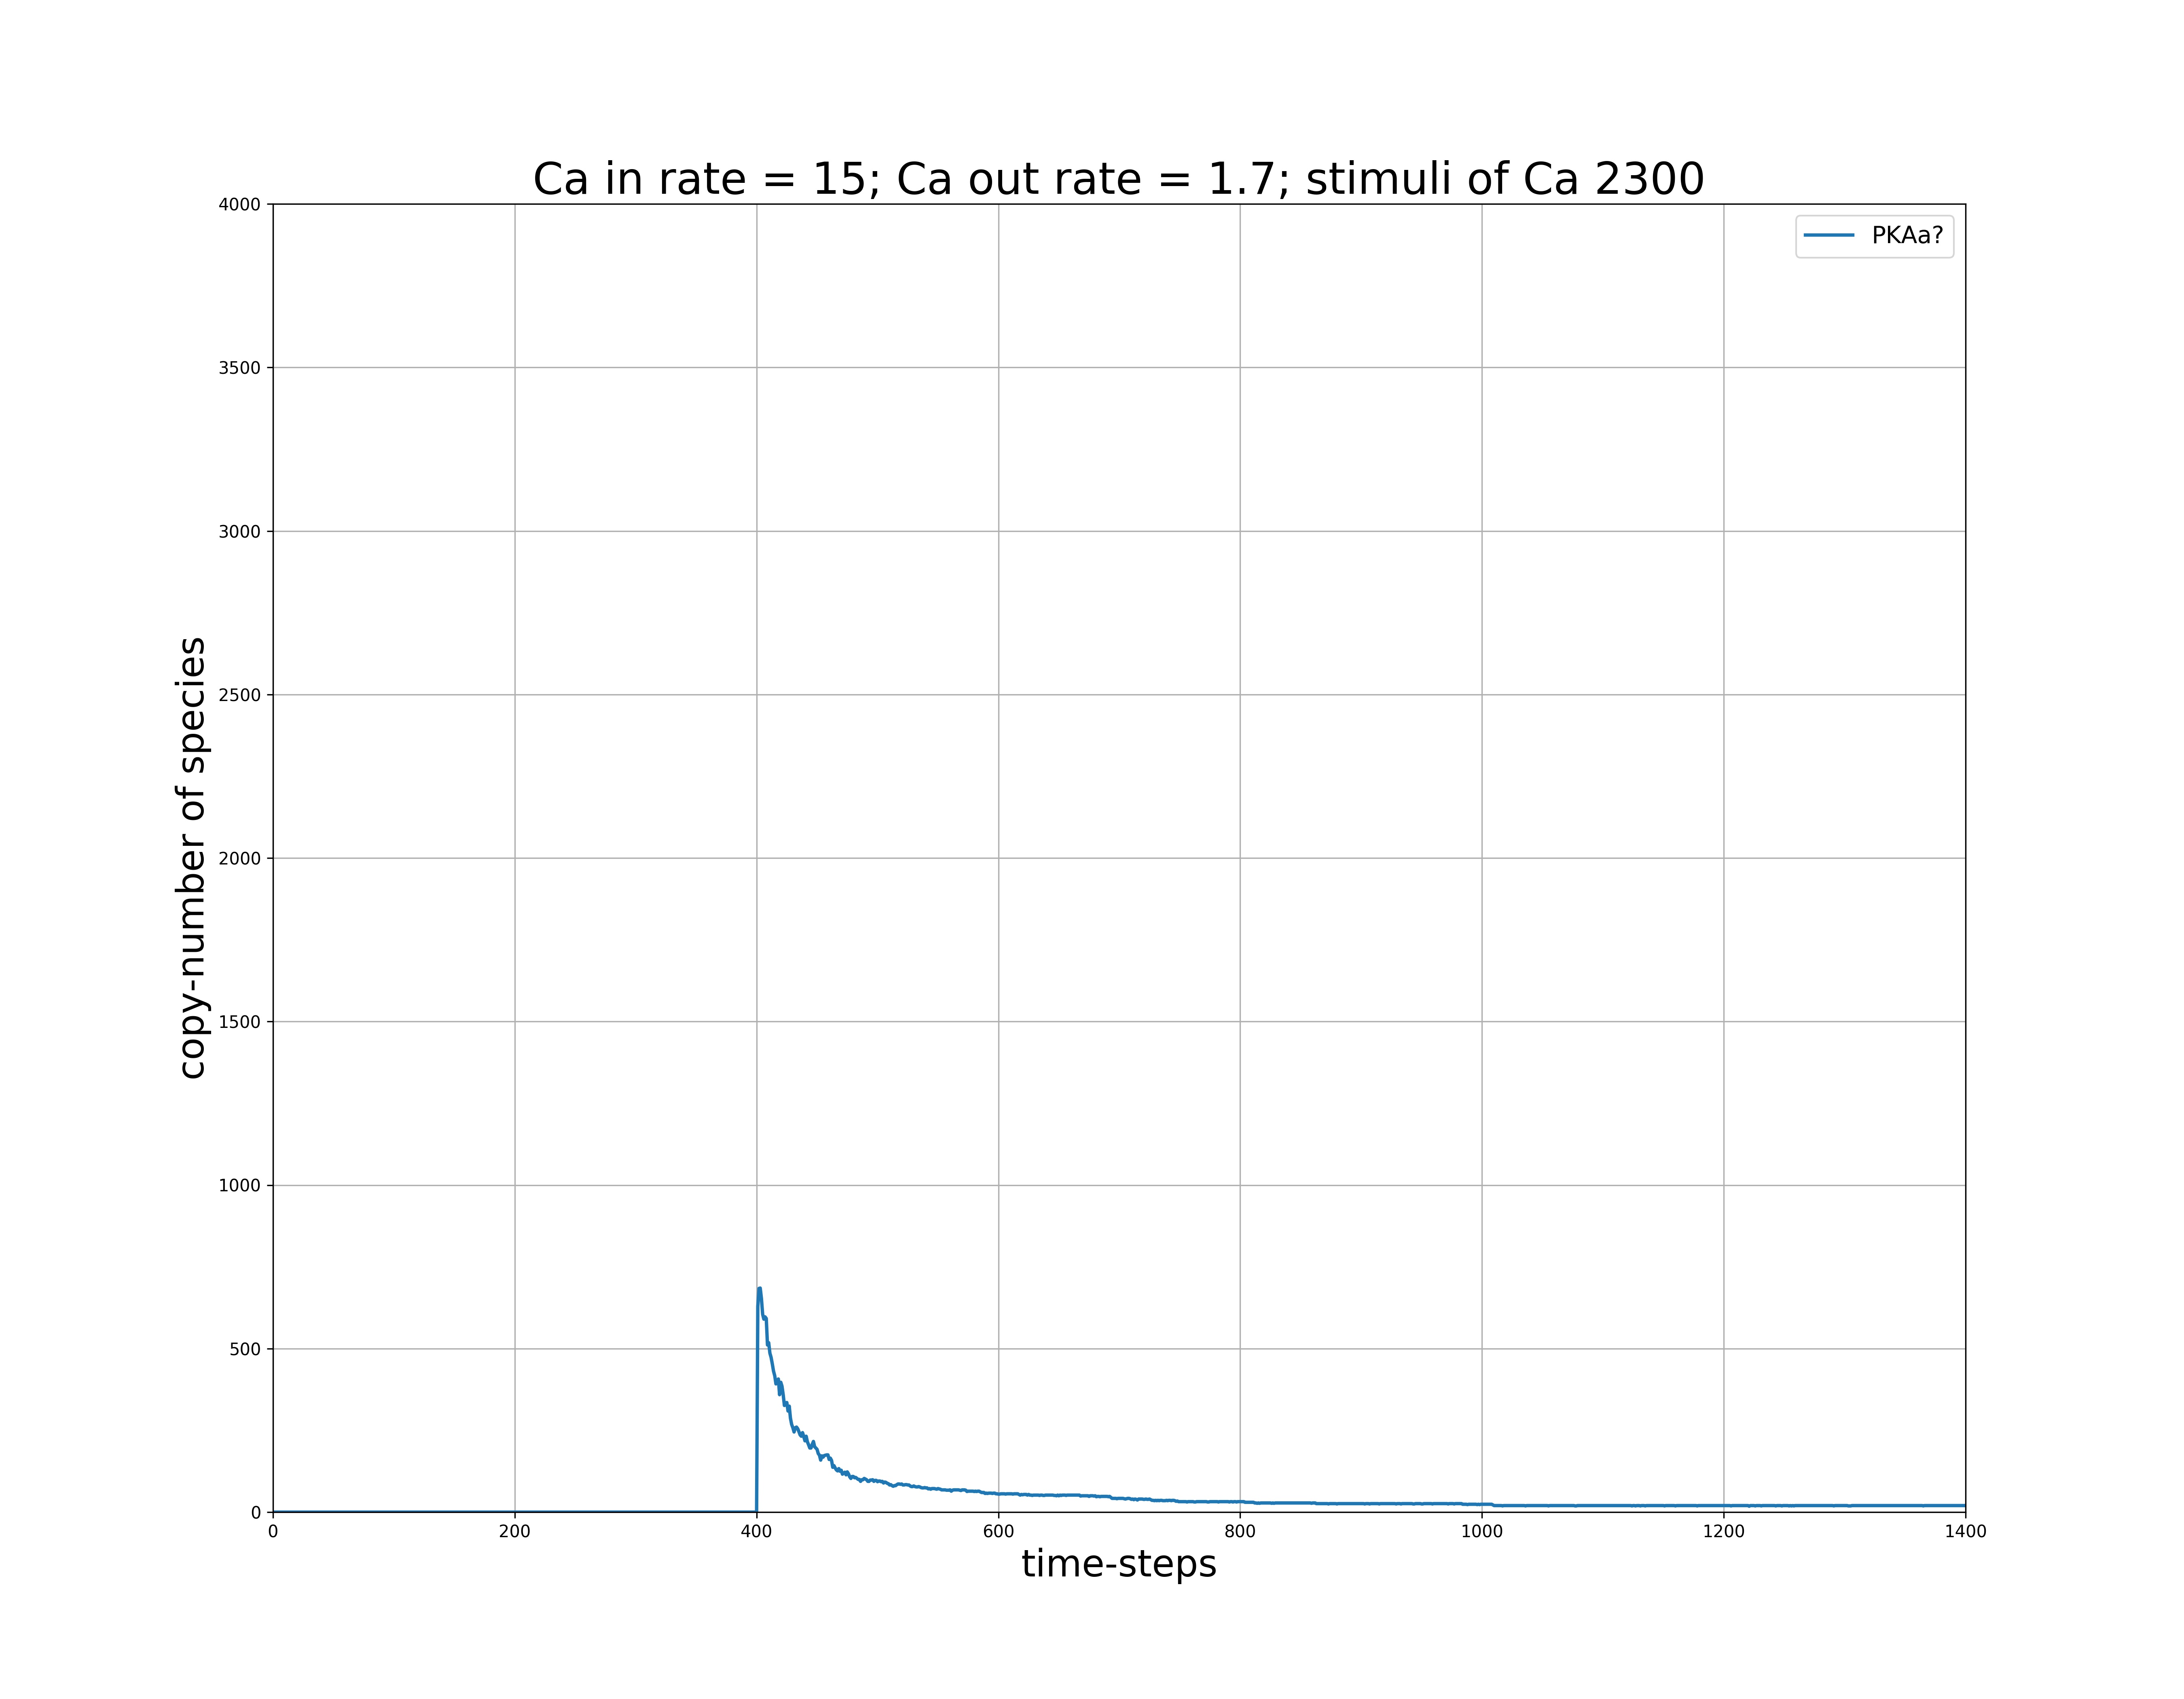 Ca in rate = 15; Ca out rate = 1.7; stimuli of Ca 2300
PKAa?
4000
3500
3000
2500
2000
1500
1000
500
0
copy-number of species
0 200 400 600 800 1000 1200 1400
time-steps